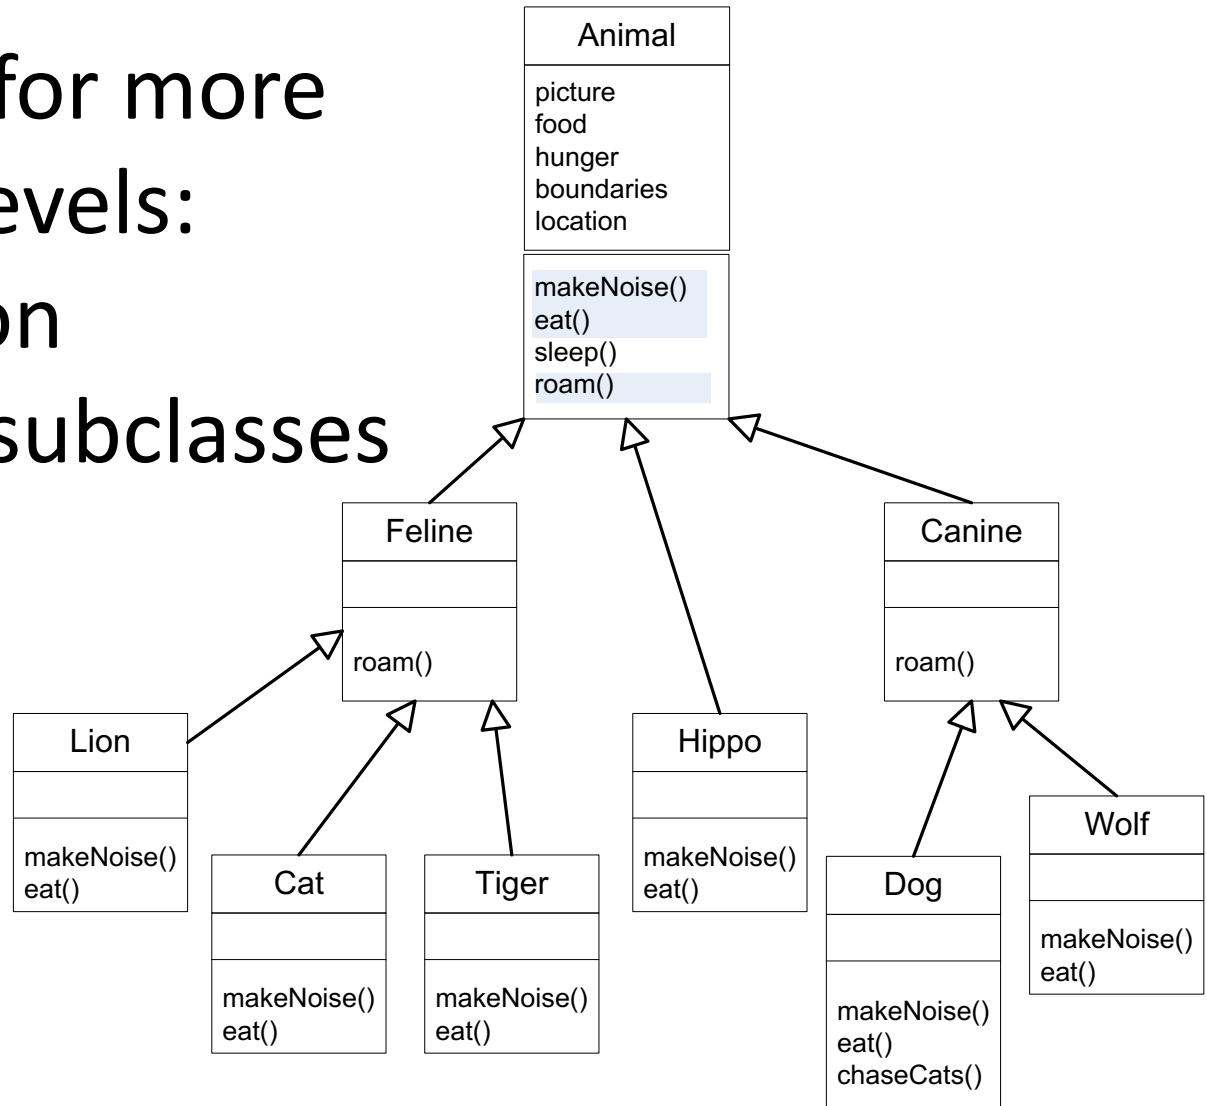 for more
evels:
on
subclasses
Animal
picture
food
hunger
boundaries
location
makeNoise()
eat()
sleep()
roam()
Feline
roam()
Canine
roam()
Lion
makeNoise()
eat()
Cat
makeNoise()
eat()
Tiger
makeNoise()
eat()
Hippo
makeNoise()
eat()
Dog
makeNoise()
eat()
chaseCats()
Wolf
makeNoise()
eat()